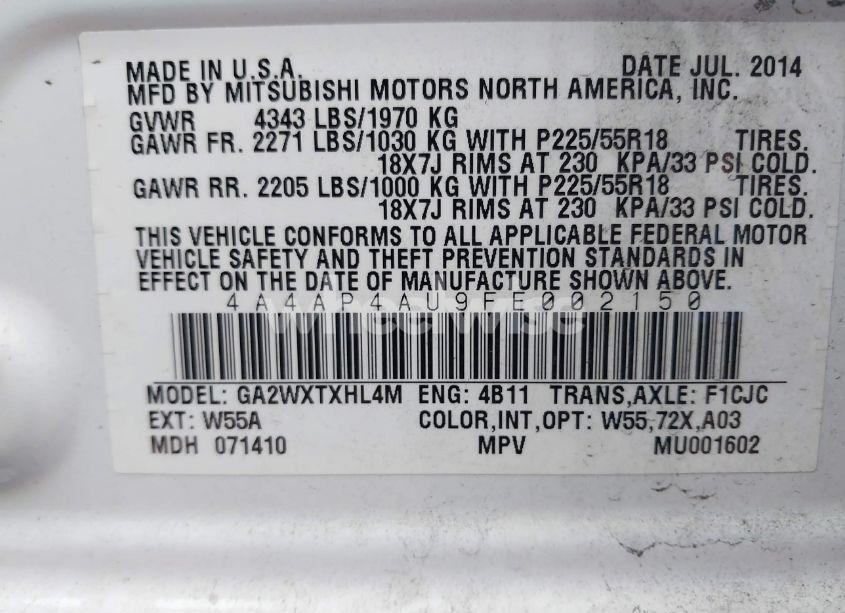 MADE IN U.S.A. DATE JUL. 2014
MFD BY MITSUBISHI MOTORS NORTH AMERICA, INC.
GVWR 4343 LBS/1970 KG
GAWR FR. 2271 LBS/1030 KG WITH P225/55R18 TIRES.
18X7J RIMS AT 230 KPA/33 PSI COLD.
GAWR RR. 2205 LBS/1000 KG WITH P225/55R18 TIRES.
18X7J RIMS AT 230 KPA/33 PSI COLD.
THIS VEHICLE CONFORMS TO ALL APPLICABLE FEDERAL MOTOR
VEHICLE SAFETY AND THEFT PREVENTION STANDARDS IN
EFFECT ON THE DATE OF MANUFACTURE SHOWN ABOVE.
4A4AP4AU9FE002150
wheelwise
MODEL: GA2WXTXHL4M ENG: 4B11 TRANS,AXLE: F1CJC
EXT: W55A COLOR,INT,OPT: W55,72X,A03
MDH 071410 MPV MU001602